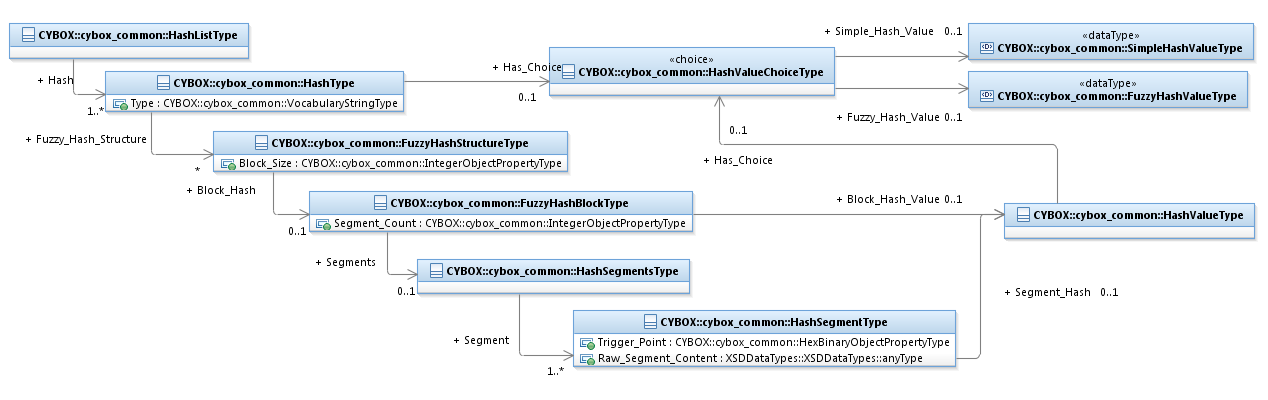 CYBOX::cybox_common::HashListType
+ Hash
1..*
CYBOX::cybox_common::HashType
Type : CYBOX::cybox_common::VocabularyStringType
+ Has_Choice
0..1
«choice»
CYBOX::cybox_common::HashValueChoiceType
+ Simple_Hash_Value 0..1
«dataType»
CYBOX::cybox_common::SimpleHashValueType
«dataType»
CYBOX::cybox_common::FuzzyHashValueType
+ Fuzzy_Hash_Value 0..1
+ Fuzzy_Hash_Structure
*
CYBOX::cybox_common::FuzzyHashStructureType
Block_Size : CYBOX::cybox_common::IntegerObjectPropertyType
0..1
+ Has_Choice
+ Block_Hash
0..1
CYBOX::cybox_common::FuzzyHashBlockType
Segment_Count : CYBOX::cybox_common::IntegerObjectPropertyType
+ Block_Hash_Value 0..1
CYBOX::cybox_common::HashValueType
+ Segments
0..1
CYBOX::cybox_common::HashSegmentsType
+ Segment_Hash 0..1
+ Segment
1..*
CYBOX::cybox_common::HashSegmentType
Trigger_Point : CYBOX::cybox_common::HexBinaryObjectPropertyType
Raw_Segment_Content : XSDDataTypes::XSDDataTypes::anyType